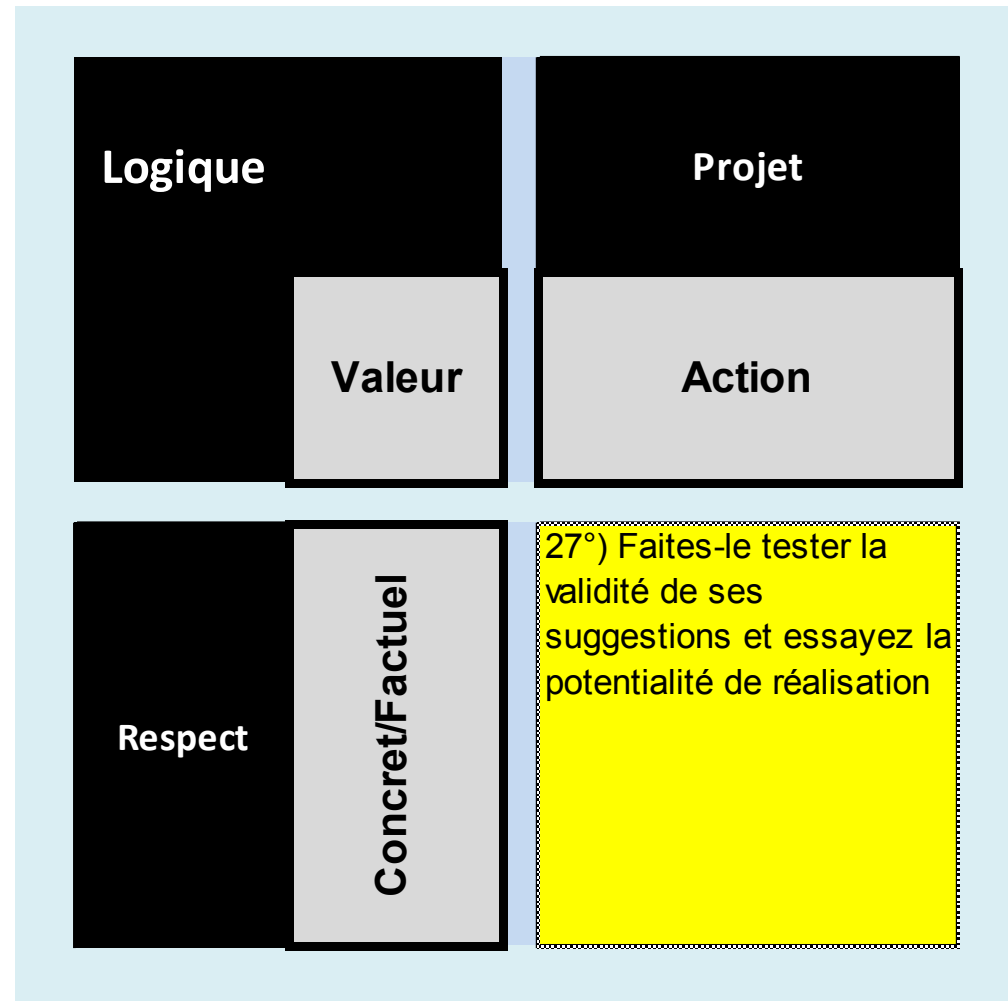 Logique
Projet
Valeur
Action
Respect
Concret/Factuel
27°) Faites-le tester la
validité de ses
suggestions et essayez la
potentialité de réalisation